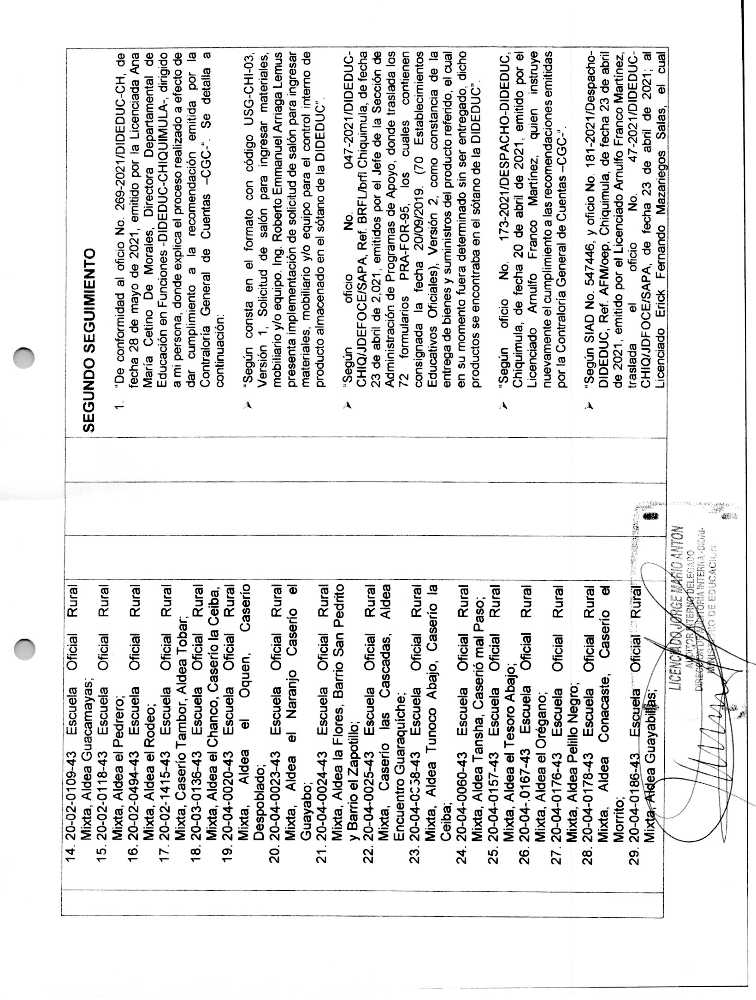 14. 20-02-0109-43 Escuela Oficial Rural
Mixta, Aldea Guacamayas;
15. 20-02-0118-43 Escuela Oficial Rural
Mixta, Aldea el Pedrero;
16. 20-02-0494-43 Escuela Oficial Rural
Mixta, Aldea el Rodeo;
17. 20-02-1415-43 Escuela Oficial Rural
Mixta, Caserío Tambor, Aldea Tobar;
18. 20-03-0136-43 Escuela Oficial Rural
Mixta, Aldea el Chanco, Caserío la Ceiba,
19. 20-04-0020-43 Escuela Oficial Rural
Mixta, Aldea el Oquen, Caserío
Despoblado;
20. 20-04-0023-43 Escuela Oficial Rural
Mixta, Aldea el Naranjo Caserío el
Guayabo;
21. 20-04-0024-43 Escuela Oficial Rural
Mixta, Aldea la Flores, Barrio San Pedrito
y Barrio el Zapotillo;
22. 20-04-0025-43 Escuela Oficial Rural
Mixta, Caserío las Cascadas, Aldea
Encuentro Guaraquíche;
23. Escuela Oficial Rural
Mixta, Aldea Tunoco Abajo, Caserío la
Ceiba;
24. 20-04-0060-43 Escuela Oficial Rural
Mixta, Aldea Tansha, Caserió mal Paso;
25. 20-04-0157-43 Escuela Oficial Rural
Mixta, Aldea el Tesoro Abajo;
26. 20-04-.0167-43 Escuela Oficial Rural
Mixta, Aldea el Orégano;
27. 20-04-0176-43 Escuela Oficial Rural
Mixta, Aldea Pelillo Negro;
28. 20-04-0178-43 Escuela Oficial Rural
Mixta, Aldea Conacaste, Caserío el
Morrito;
29. 20-04-0186-43 Escuela Oficial Rural
Mixta, Aldea Guayabillas;
SEGUNDO SEGUIMIENTO
1. “De conformidad al oficio No. 269-2021/DIDEDUC-CH, de
fecha 28 de mayo de 2021, emitido por la Licenciada Ana
María Cetino De Morales, Directora Departamental de
Educación en Funciones -DIDEDUC-CHIQUIMULA-, dirigido
a mi persona, donde explica el proceso realizado a efecto de
dar cumplimiento a la recomendación emitida por la
Contraloría General de Cuentas –CGC-“. Se detalla a
continuación:
➢ “Según consta en el formato con código USG-CHI-03,
Versión 1, Solicitud de salón para ingresar materiales,
mobiliario y/o equipo. Ing. Roberto Emmanuel Arriaga Lemus
presenta implementación de solicitud de salón para ingresar
materiales, mobiliario y/o equipo para el control interno de
producto almacenado en el sótano de la DIDEDUC”.
➢ “Según oficio No. 047-2021/DIDEDUC-
CHIQ/JDEFOCE/SAPA, Ref. BRFL/brfl Chiquimula, de fecha
23 de abril de 2,021, emitidos por el Jefe de la Sección de
Administración de Programas de Apoyo, donde traslada los
72 formularios PRA-FOR-95, los cuales contienen
consignada la fecha 20/09/2019. (70 Establecimientos
Educativos Oficiales), Versión 2, como constancia de la
entrega de bienes y suministros del producto referido, el cual
en su momento fuera determinado sin ser entregado, dicho
productos se encontraba en el sótano de la DIDEDUC”.
➢ “Según oficio No. 173-2021/DESPACHO-DIDEDUC,
Chiquimula, de fecha 20 de abril de 2021, emitido por el
Licenciado Arnulfo Franco Martínez, quien instruye
nuevamente el cumplimiento a las recomendaciones emitidas
por la Contraloría General de Cuentas –CGC-“.
➢ “Según SIAD No. 547446, y oficio No. 181-2021/Despacho-
DIDEDUC, Ref. AFM/oep, Chiquimula, de fecha 23 de abril
de 2021, emitido por el Licenciado Arnulfo Franco Martínez,
traslada el oficio No. 47-2021/DIDEDUC-
CHIQ/JDFOCE/SAPA, de fecha 23 de abril de 2021; al
Licenciado Erick Fernando Mazariegos Salas, el cual
LICENCIADO JORGE MARIO ANTON
AUDITOR INTERNO DELEGADO
DIRECCION DE AUDITORÍA INTERNA -DIDAI-
MINISTERIO DE EDUCACION